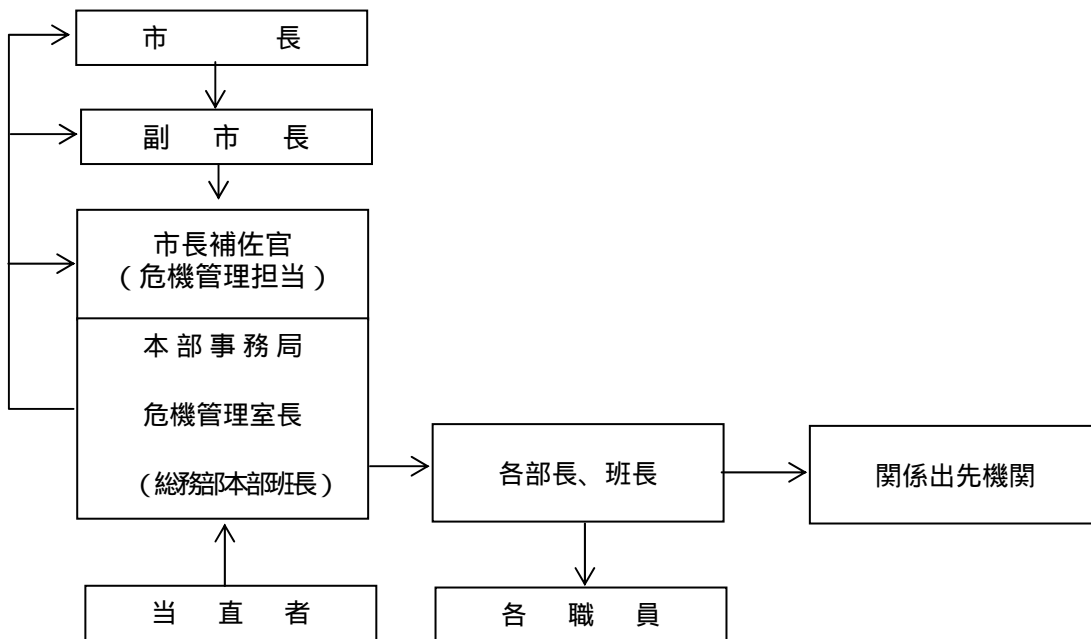 市　長
副　市　長
市長補佐官
（危機管理担当）
本部事務局
危機管理室長
（総務部本部班長）
各部長、班長
関係出先機関
当　直　者
各　職　員